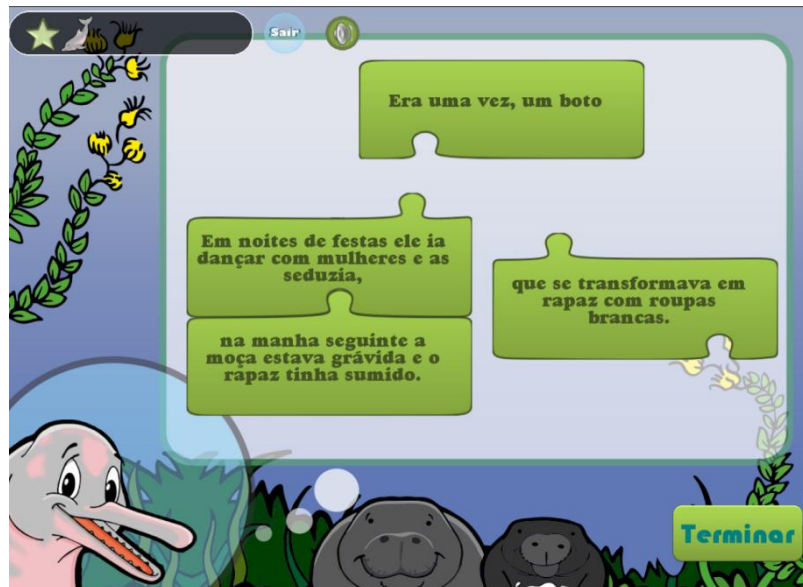 Sair
Era uma vez, um boto
Em noites de festas ele ia
dançar com mulheres e as
seduzia,
que se transformava em
rapaz com roupas
brancas.
na manha seguinte a
moça estava grávida e o
rapaz tinha sumido.
Terminar